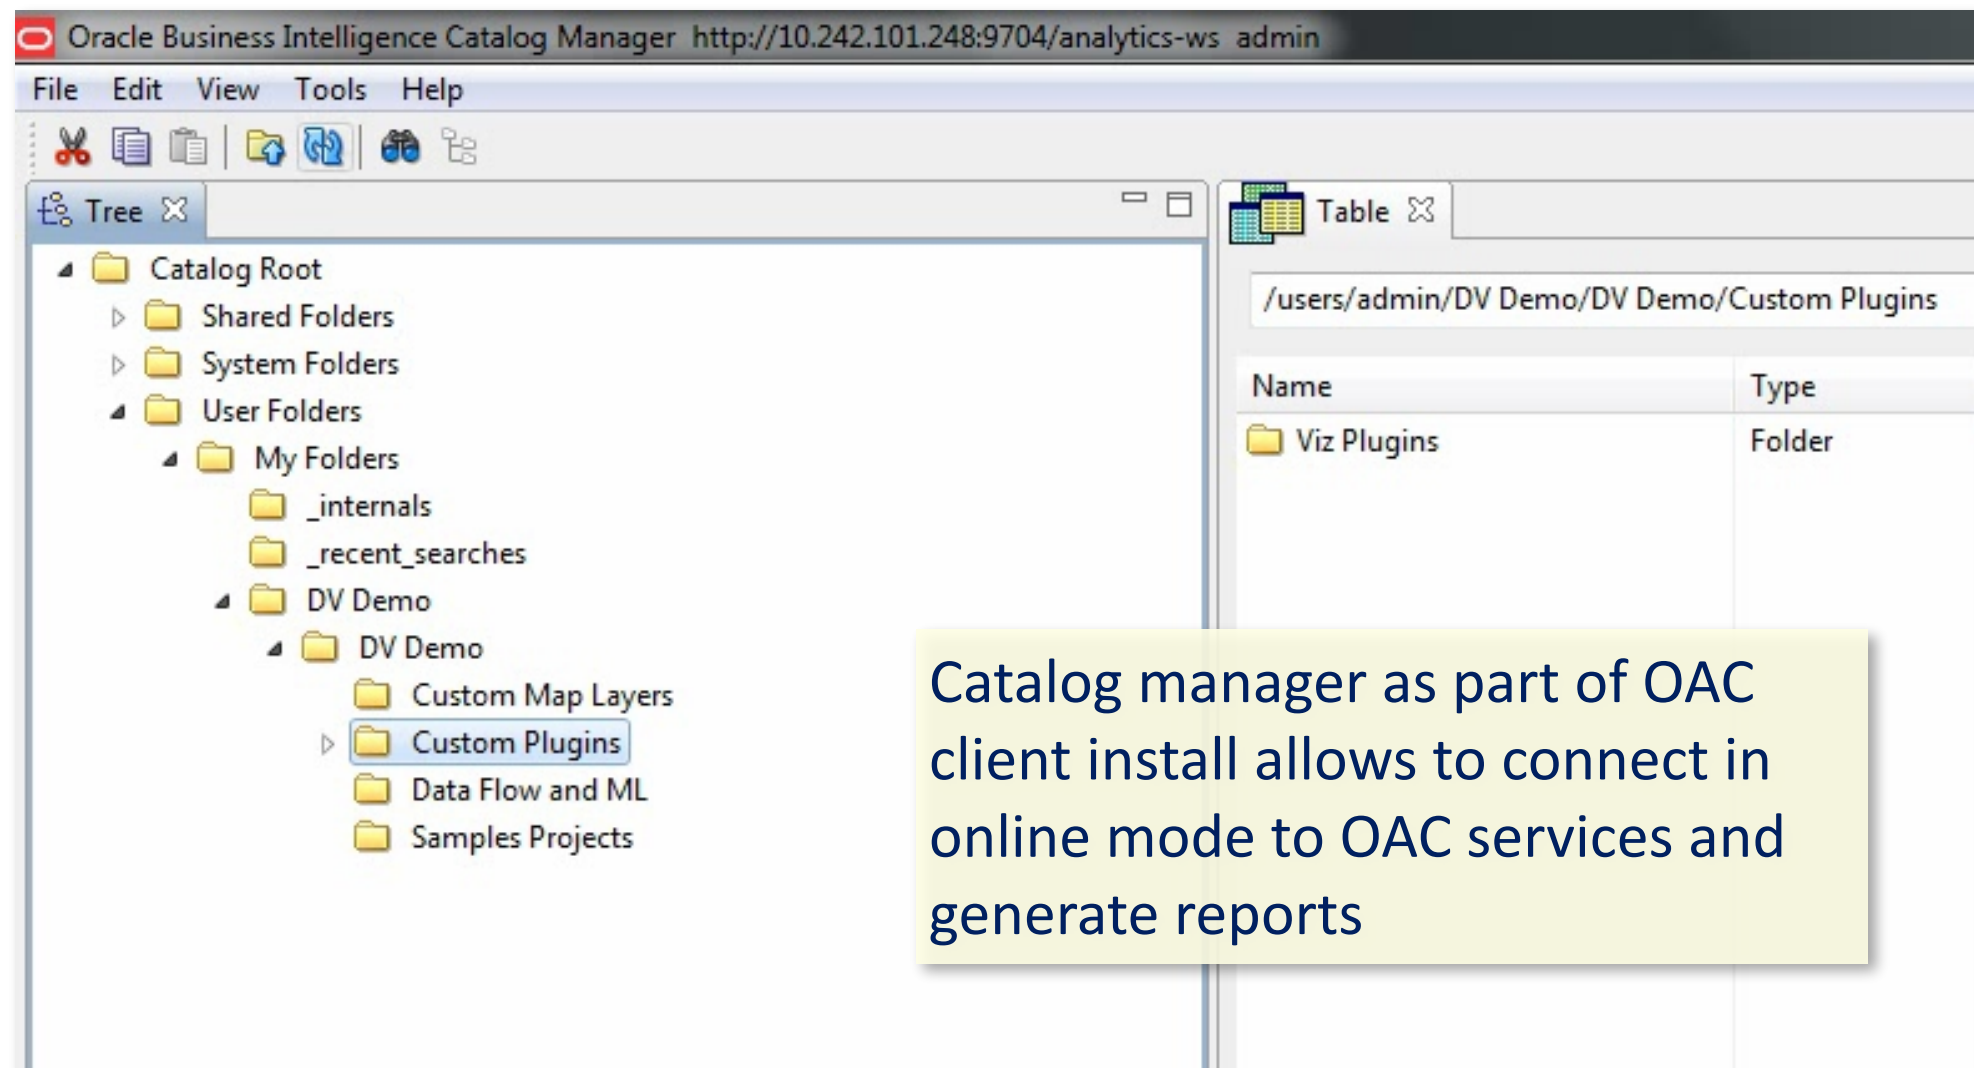 Oracle Business Intelligence Catalog Manager http://10.242.101.248:9704/analytics-ws admin
File Edit View Tools Help
Tree
Catalog Root
Shared Folders
System Folders
User Folders
My Folders
_internals
_recent_searches
DV Demo
DV Demo
Custom Map Layers
Custom Plugins
Data Flow and ML
Samples Projects
Table
/users/admin/DV Demo/DV Demo/Custom Plugins
Name Type
Viz Plugins Folder
Catalog manager as part of OAC
client install allows to connect in
online mode to OAC services and
generate reports